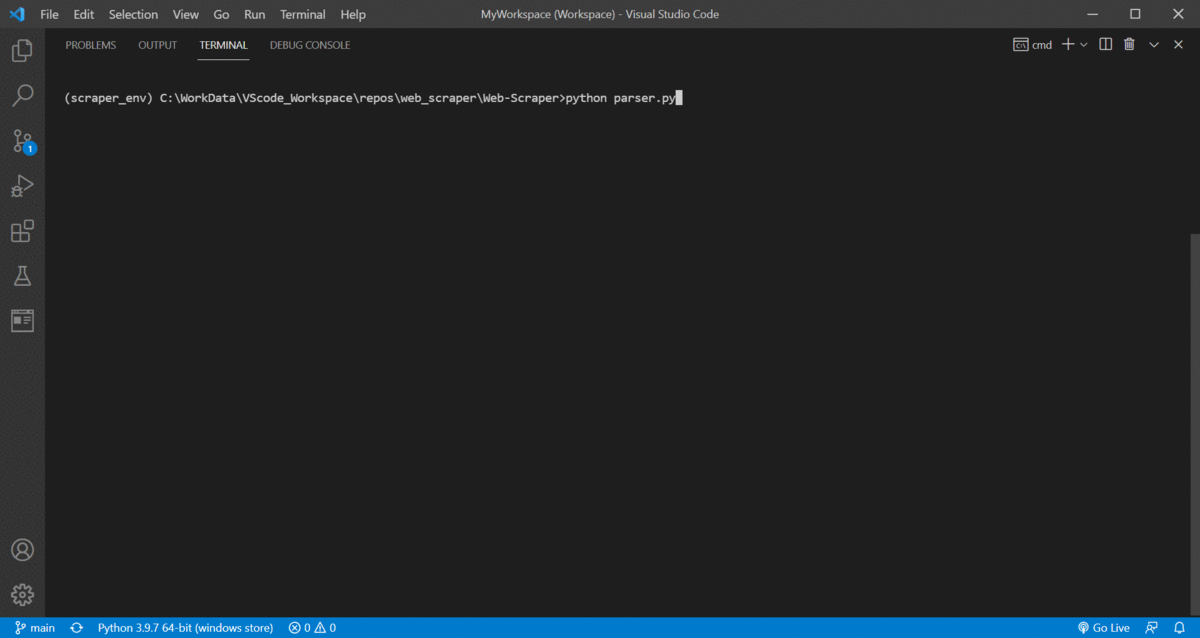 File Edit Selection View Go Run Terminal Help MyWorkspace (Workspace) - Visual Studio Code
PROBLEMS OUTPUT TERMINAL DEBUG CONSOLE cmd
(scraper_env) C:\WorkData\VScode_Workspace\repos\web_scraper\Web-Scraper>python parser.py
1
main Python 3.9.7 64-bit (windows store) 0 0 Go Live